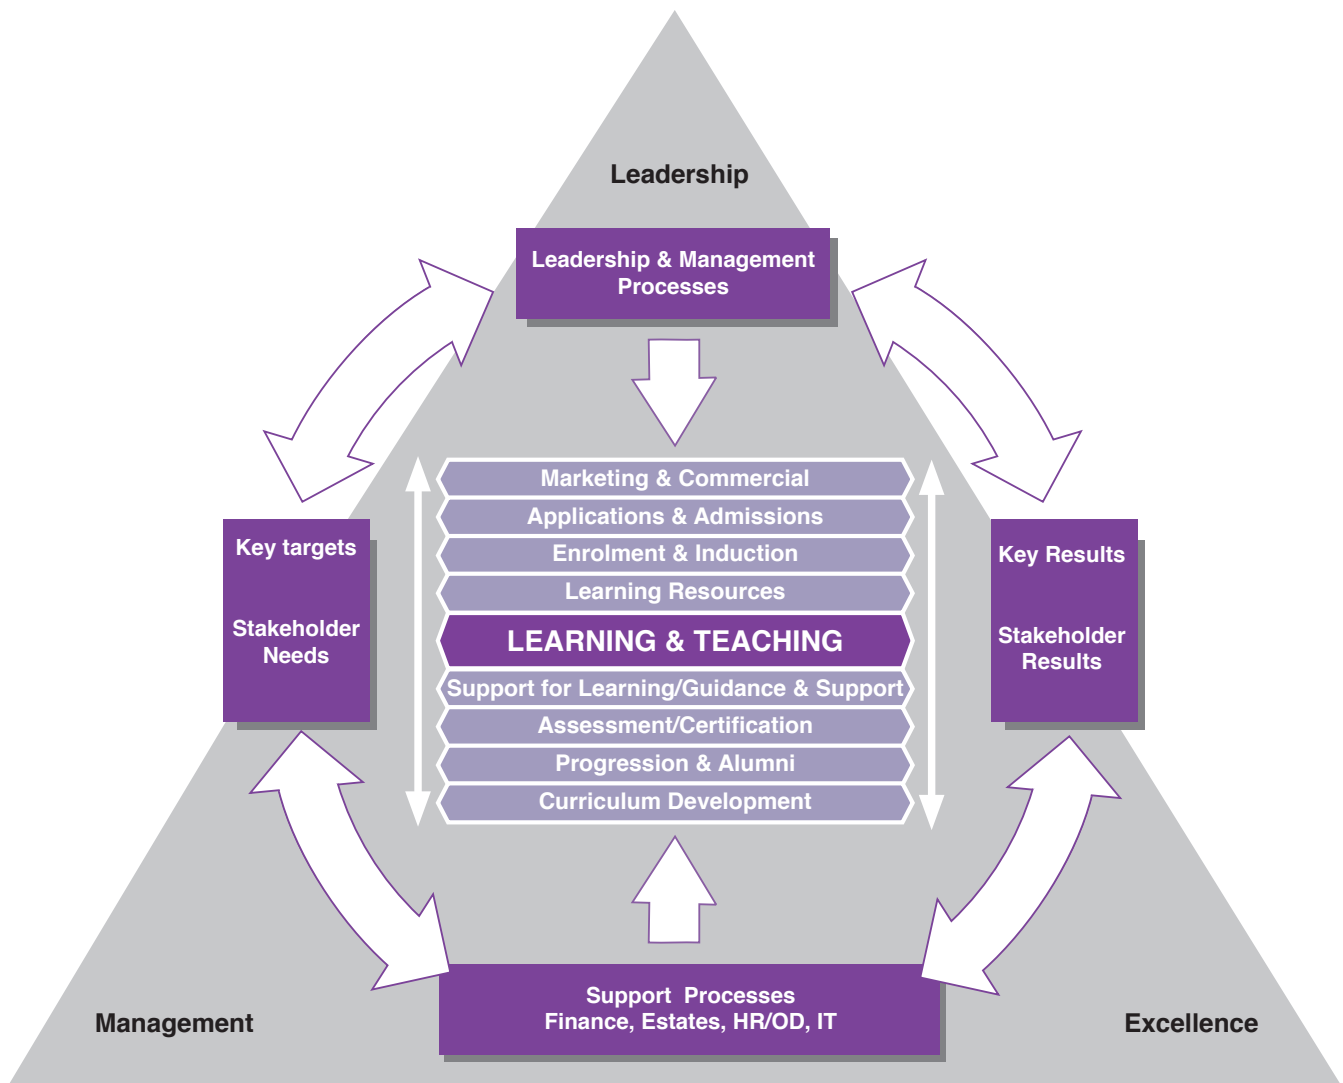 Leadership
Leadership & Management
Processes
Marketing & Commercial
Applications & Admissions
Enrolment & Induction
Learning Resources
LEARNING & TEACHING
Support for Learning/Guidance & Support
Assessment/Certification
Progression & Alumni
Curriculum Development
Key targets
Stakeholder
Needs
Key Results
Stakeholder
Results
Support Processes
Finance, Estates, HR/OD, IT
Management
Excellence